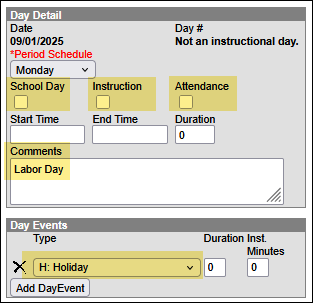 Day Detail
Date Day #
09/01/2025 Not an instructional day.
*Period Schedule
Monday
School Day Instruction Attendance
Start Time End Time Duration
0
Comments
Labor Day
Day Events
Type Duration Inst. Minutes
H: Holiday 0 0
Add DayEvent